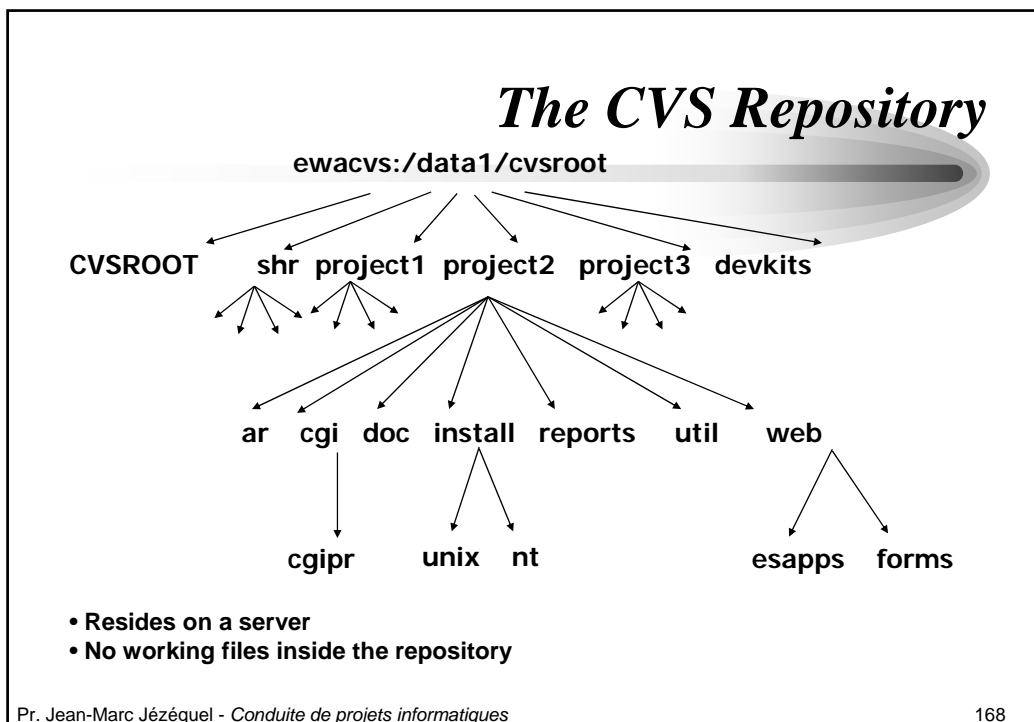 The CVS Repository
ewacvs:/data1/cvsroot
CVSROOT shr project1 project2 project3 devkits
ar cgi doc install reports util web
cgipr unix nt esapps forms
• Resides on a server
• No working files inside the repository
Pr. Jean-Marc Jézéquel - Conduite de projets informatiques 168